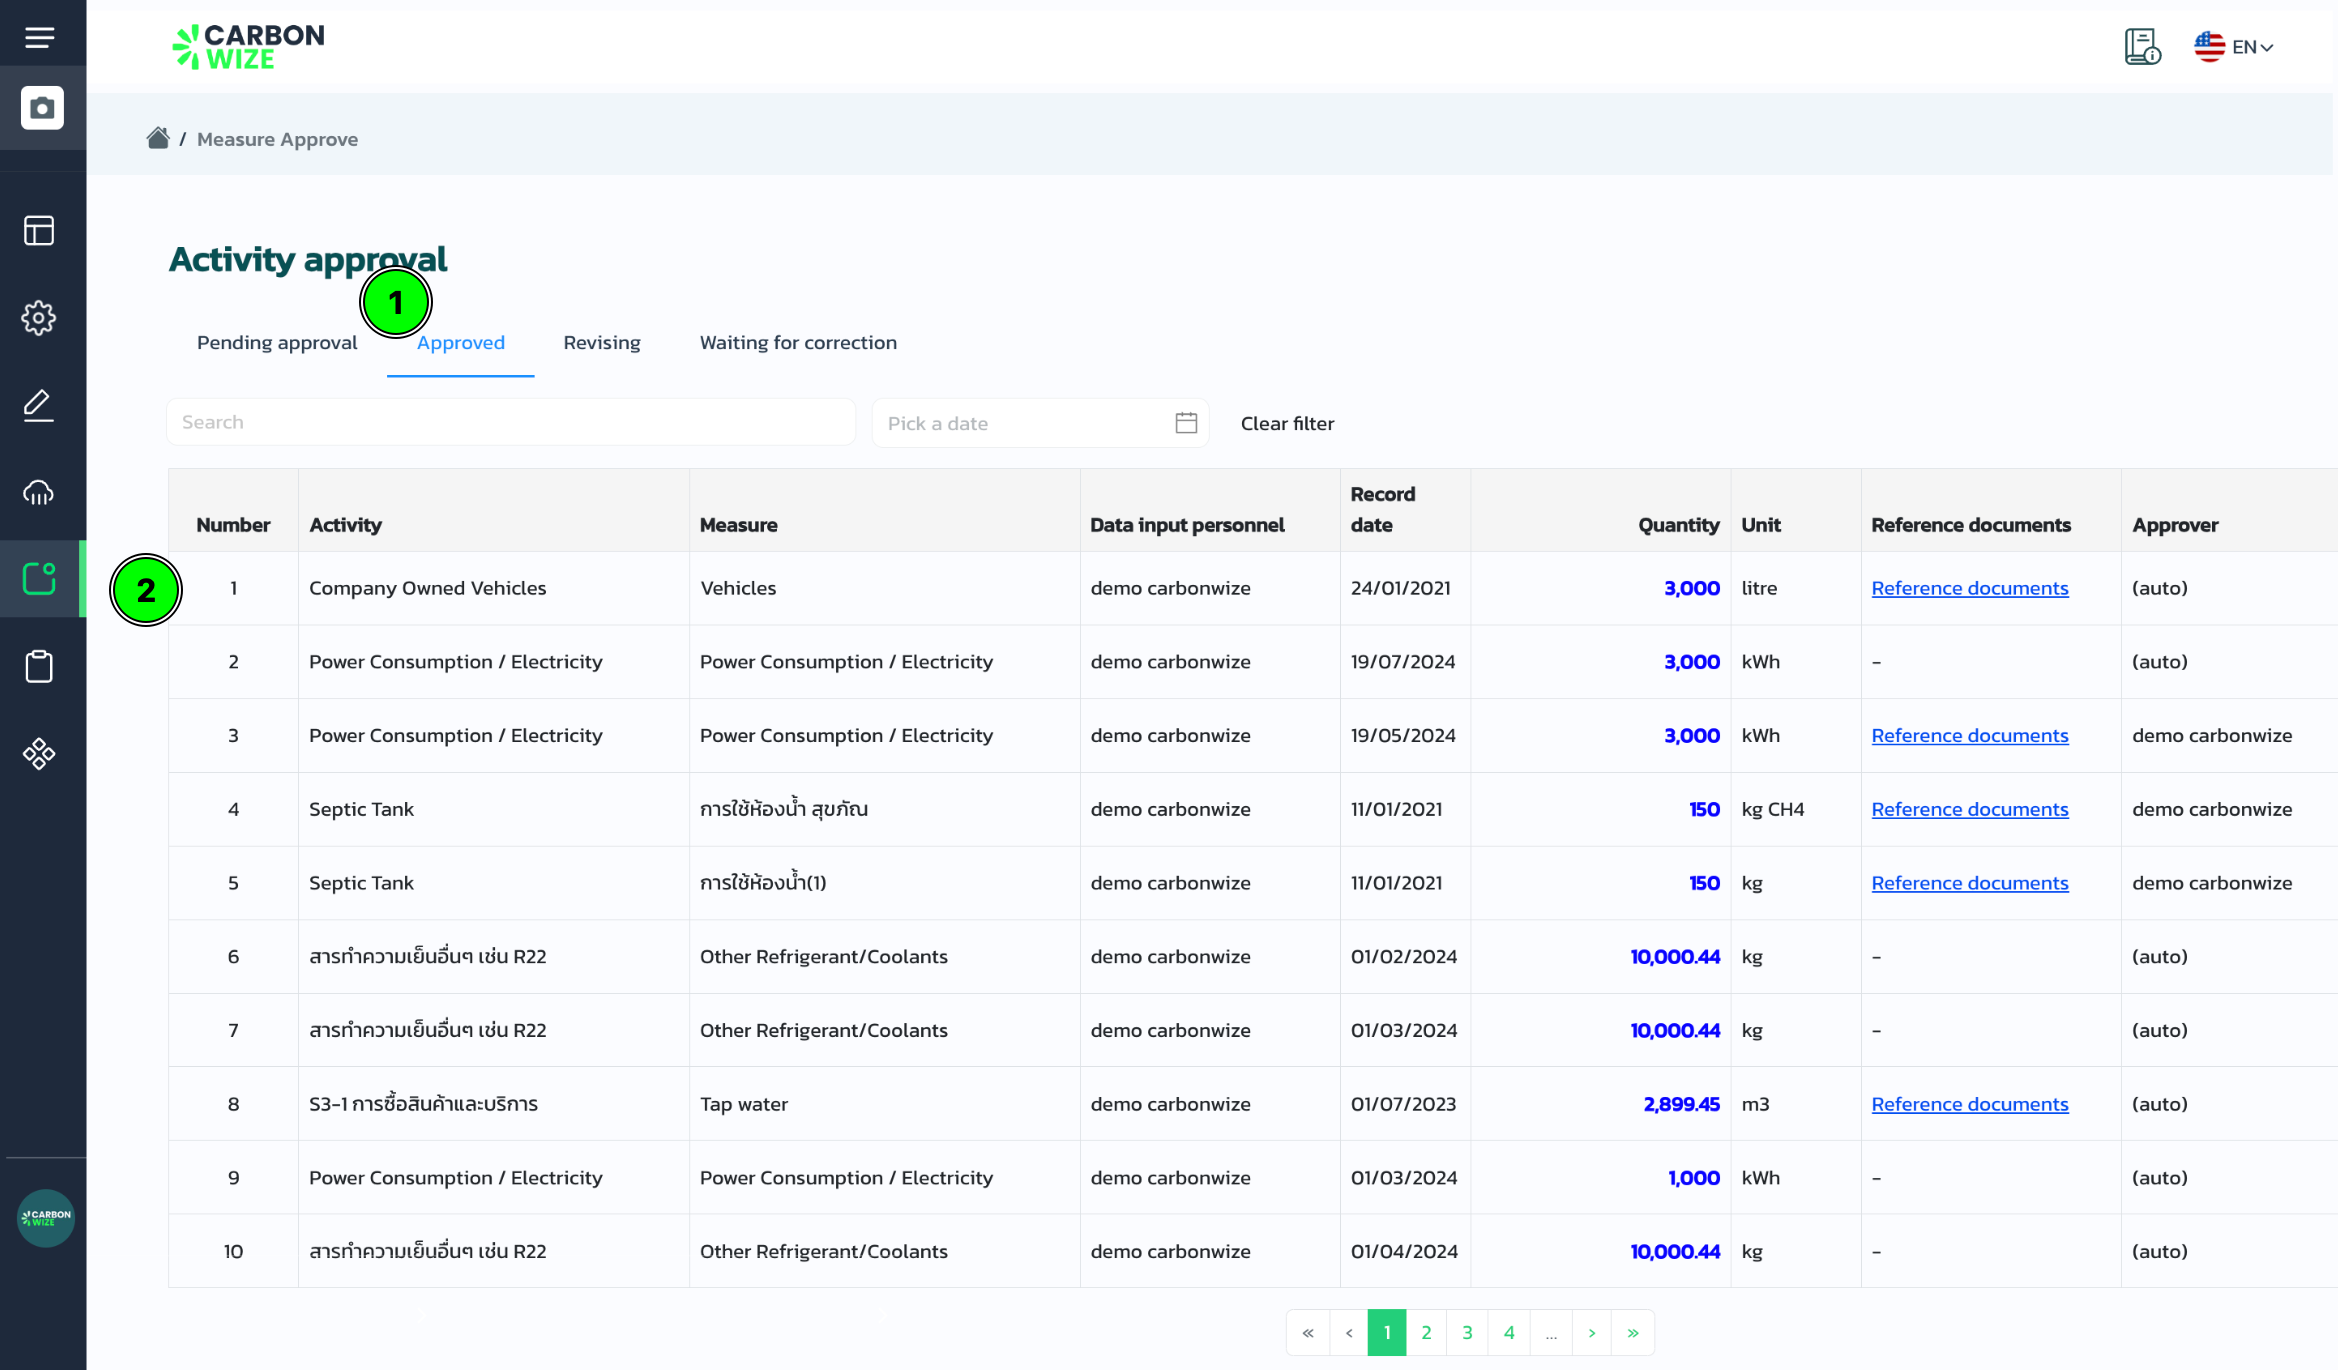 CARBON
WIZE
EN
/ Measure Approve
Activity approval
1
Pending approval Approved Revising Waiting for correction
Search Pick a date Clear filter
Number Activity Measure Data input personnel Record date Quantity Unit Reference documents Approver
2
1 Company Owned Vehicles Vehicles demo carbonwize 24/01/2021 3,000 litre Reference documents (auto)
2 Power Consumption / Electricity Power Consumption / Electricity demo carbonwize 19/07/2024 3,000 kWh - (auto)
3 Power Consumption / Electricity Power Consumption / Electricity demo carbonwize 19/05/2024 3,000 kWh Reference documents demo carbonwize
4 Septic Tank การใช้ห้องน้ำ สุขภัณ demo carbonwize 11/01/2021 150 kg CH4 Reference documents demo carbonwize
5 Septic Tank การใช้ห้องน้ำ(1) demo carbonwize 11/01/2021 150 kg Reference documents demo carbonwize
6 สารทำความเย็นอื่นๆ เช่น R22 Other Refrigerant/Coolants demo carbonwize 01/02/2024 10,000.44 kg - (auto)
7 สารทำความเย็นอื่นๆ เช่น R22 Other Refrigerant/Coolants demo carbonwize 01/03/2024 10,000.44 kg - (auto)
8 S3-1 การซื้อสินค้าและบริการ Tap water demo carbonwize 01/07/2023 2,899.45 m3 Reference documents (auto)
9 Power Consumption / Electricity Power Consumption / Electricity demo carbonwize 01/03/2024 1,000 kWh - (auto)
10 สารทำความเย็นอื่นๆ เช่น R22 Other Refrigerant/Coolants demo carbonwize 01/04/2024 10,000.44 kg - (auto)
CARBON
WIZE
« ‹ 1 2 3 4 ... › »